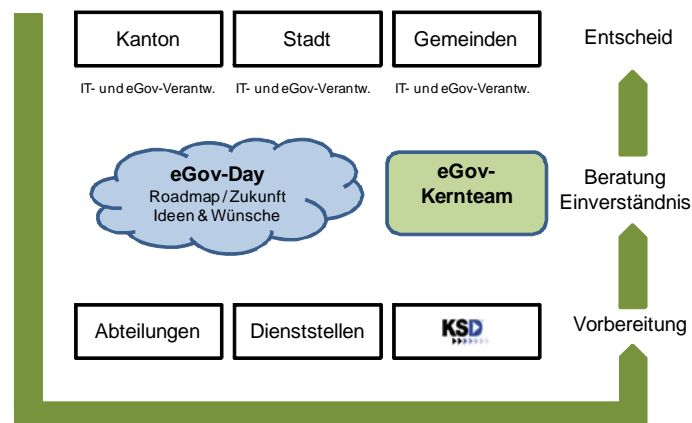 Kanton
Stadt
Gemeinden
Entscheid
IT- und eGov-Verantw.
IT- und eGov-Verantw.
IT- und eGov-Verantw.
eGov-Day
Roadmap / Zukunft
Ideen & Wünsche
eGov-
Kernteam
Beratung
Einverständnis
Abteilungen
Dienststellen
KSD
Vorbereitung